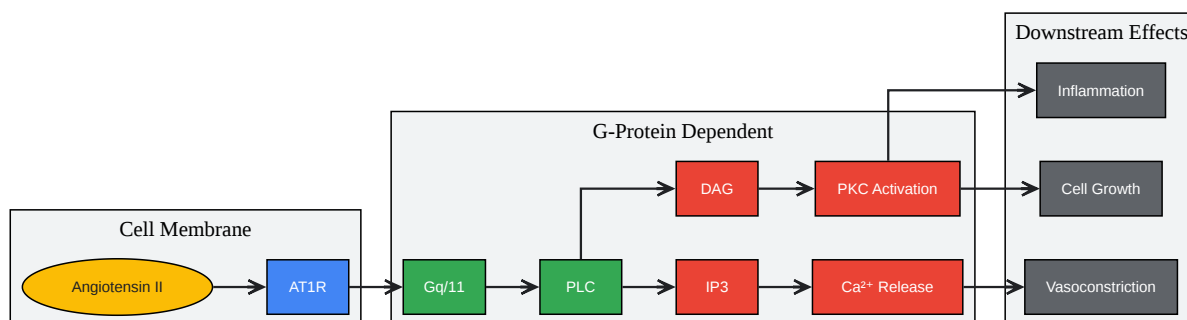 Downstream Effects
Inflammation
G-Protein Dependent
DAG
PKC Activation
Cell Growth
Cell Membrane
Angiotensin II
AT1R
Gq/11
PLC
IP3
Ca²⁺ Release
Vasoconstriction